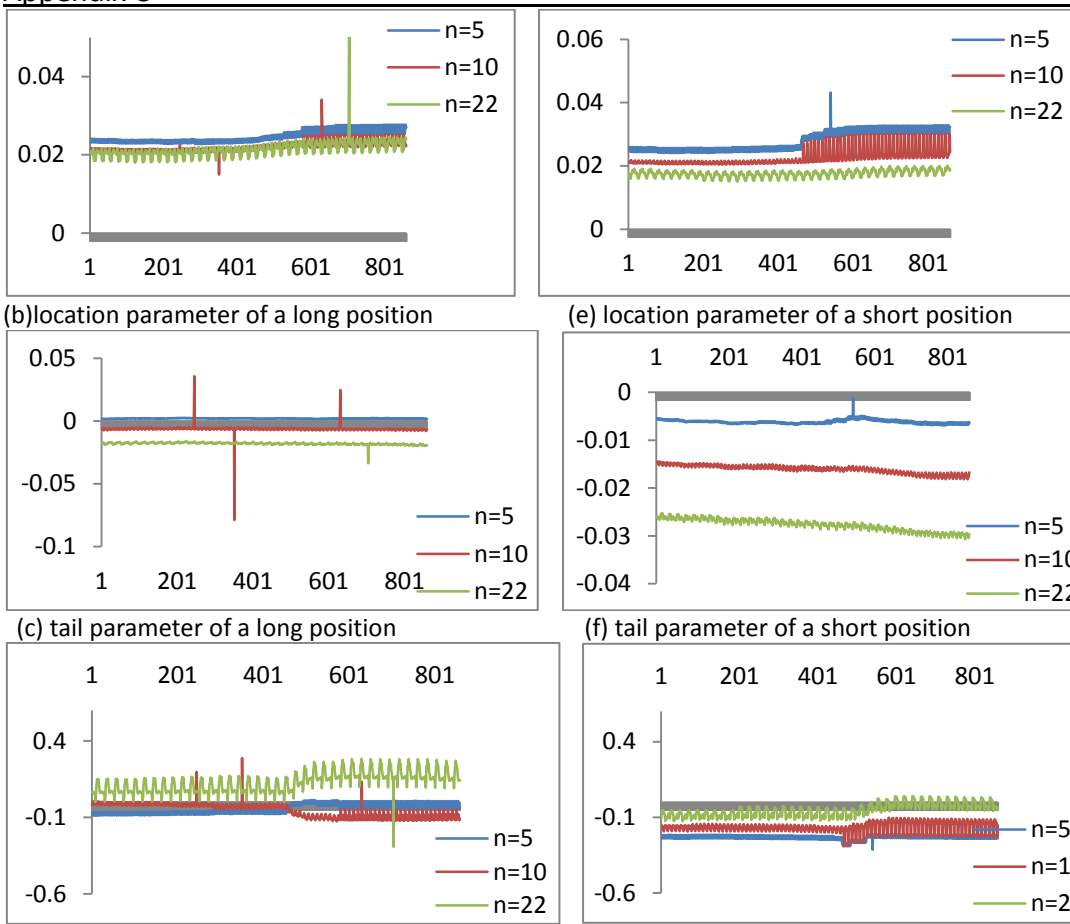 n=5
n=10
n=22
0.04
0.02
0
1 201 401 601 801
n=5
n=10
n=22
0.06
0.04
0.02
0
1 201 401 601 801
(b)location parameter of a long position
(e) location parameter of a short position
0.05
0
-0.05
-0.1
1 201 401 601 801
n=5
n=10
n=22
1 201 401 601 801
0
-0.01
-0.02
-0.03
-0.04
n=5
n=10
n=22
(c) tail parameter of a long position
(f) tail parameter of a short position
1 201 401 601 801
0.4
-0.1
-0.6
n=5
n=10
n=22
1 201 401 601 801
0.4
-0.1
-0.6
n=5
n=1
n=2